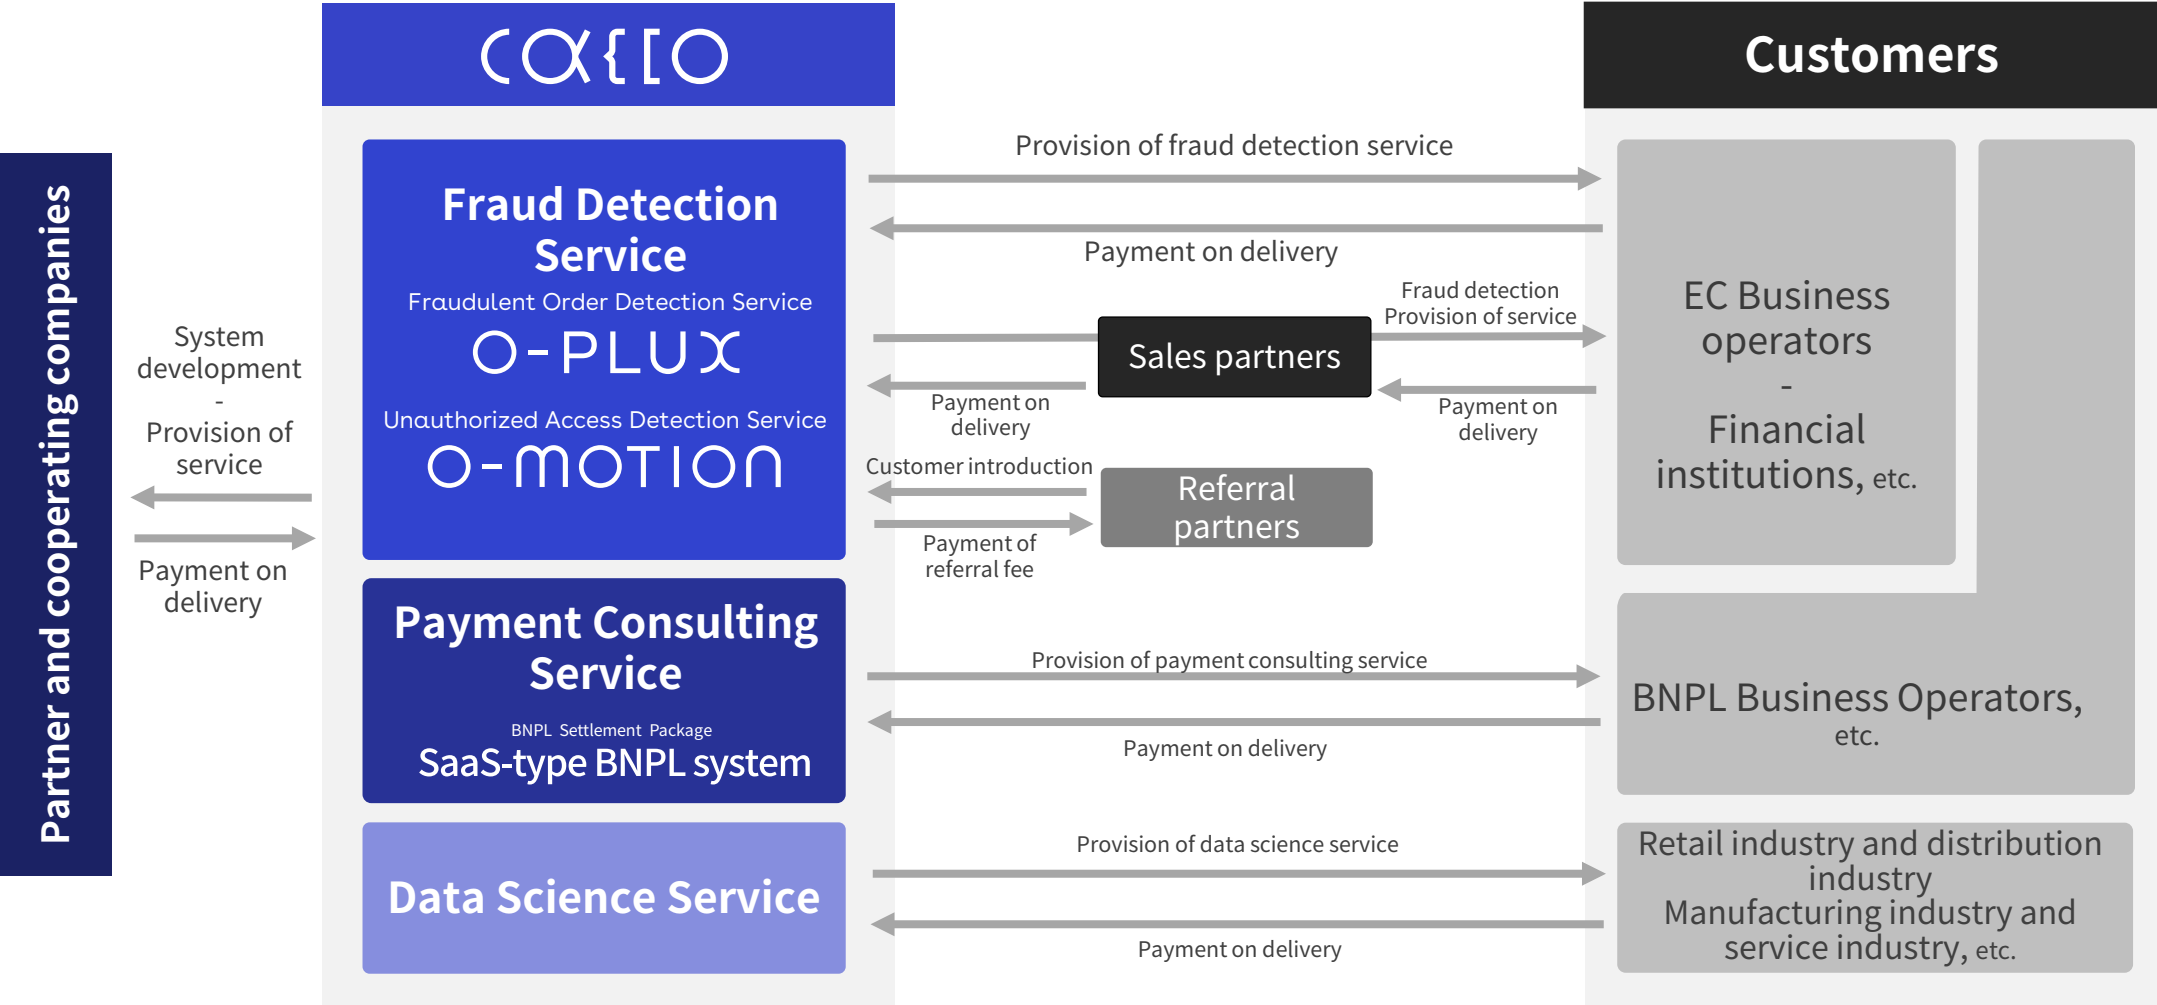 cacco
Customers
Partner and cooperating companies
System
development
-
Provision of
service
Payment on
delivery
Fraud Detection
Service
Fraudulent Order Detection Service
O-PLUX
Unauthorized Access Detection Service
O-MOTION
Payment Consulting
Service
BNPL Settlement Package
SaaS-type BNPL system
Data Science Service
Provision of fraud detection service
Payment on delivery
Fraud detection
Provision of service
Sales partners
Payment on
delivery
Payment on
delivery
Customer introduction
Referral
partners
Payment of
referral fee
Provision of payment consulting service
Payment on delivery
Provision of data science service
Payment on delivery
EC Business
operators
-
Financial
institutions, etc.
BNPL Business Operators,
etc.
Retail industry and distribution
industry
Manufacturing industry and
service industry, etc.